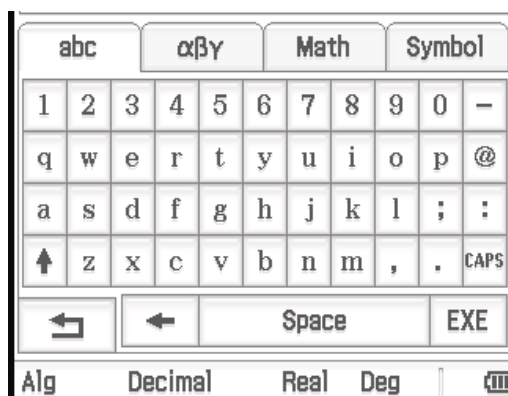 abc αβγ Math Symbol
1 2 3 4 5 6 7 8 9 0 −
q w e r t y u i o p @
a s d f g h j k l ; :
z x c v b n m , . CAPS
Space EXE
Alg Decimal Real Deg